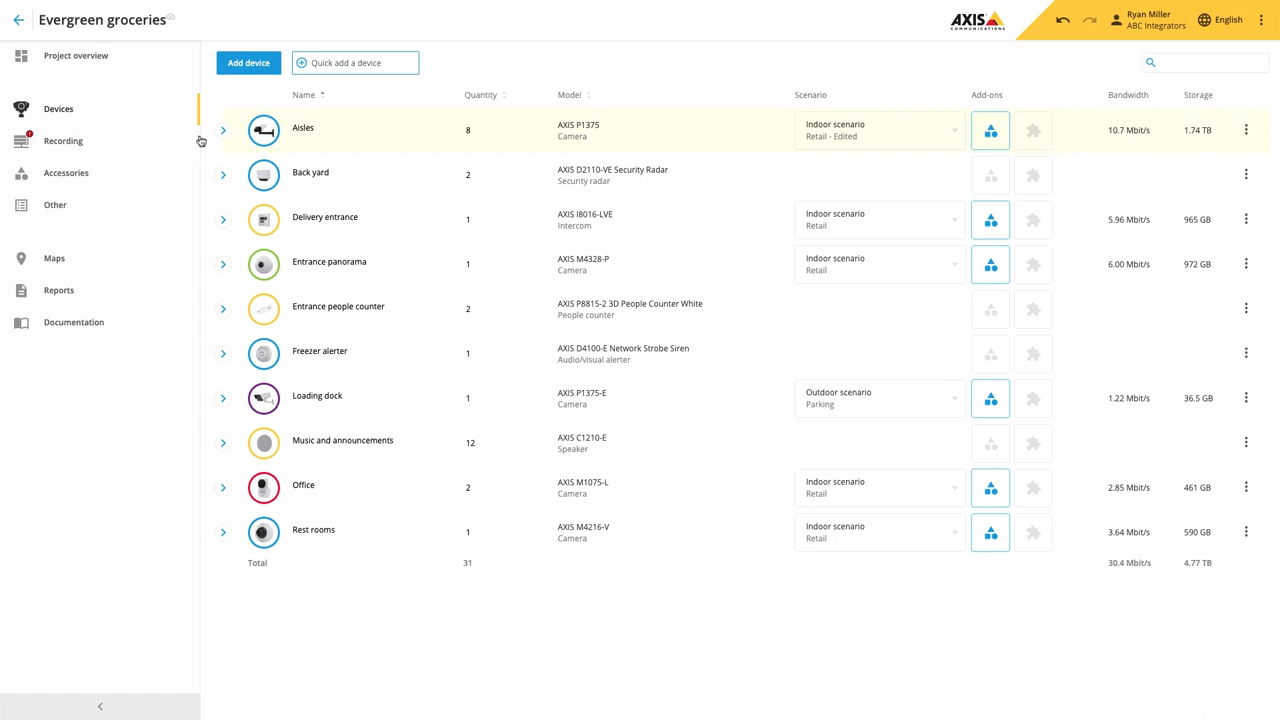 Evergreen groceries
AXIS
COMMUNICATIONS
Ryan Miller
ABC Integrators
English
Project overview
Devices
Recording
Accessories
Other
Maps
Reports
Documentation
Add device
Quick add a device
Name Quantity Model Scenario Add-ons Bandwidth Storage
Aisles 8 AXIS P1375 Camera Indoor scenario Retail - Edited 10.7 Mbit/s 1.74 TB
Back yard 2 AXIS D2110-VE Security Radar Security radar
Delivery entrance 1 AXIS I8016-LVE Intercom Indoor scenario Retail 5.96 Mbit/s 965 GB
Entrance panorama 1 AXIS M4328-P Camera Indoor scenario Retail 6.00 Mbit/s 972 GB
Entrance people counter 2 AXIS P8815-2 3D People Counter White People counter
Freezer alerter 1 AXIS D4100-E Network Strobe Siren Audio/visual alerter
Loading dock 1 AXIS P1375-E Camera Outdoor scenario Parking 1.22 Mbit/s 36.5 GB
Music and announcements 12 AXIS C1210-E Speaker
Office 2 AXIS M1075-L Camera Indoor scenario Retail 2.85 Mbit/s 461 GB
Rest rooms 1 AXIS M4216-V Camera Indoor scenario Retail 3.64 Mbit/s 590 GB
Total 31 30.4 Mbit/s 4.77 TB